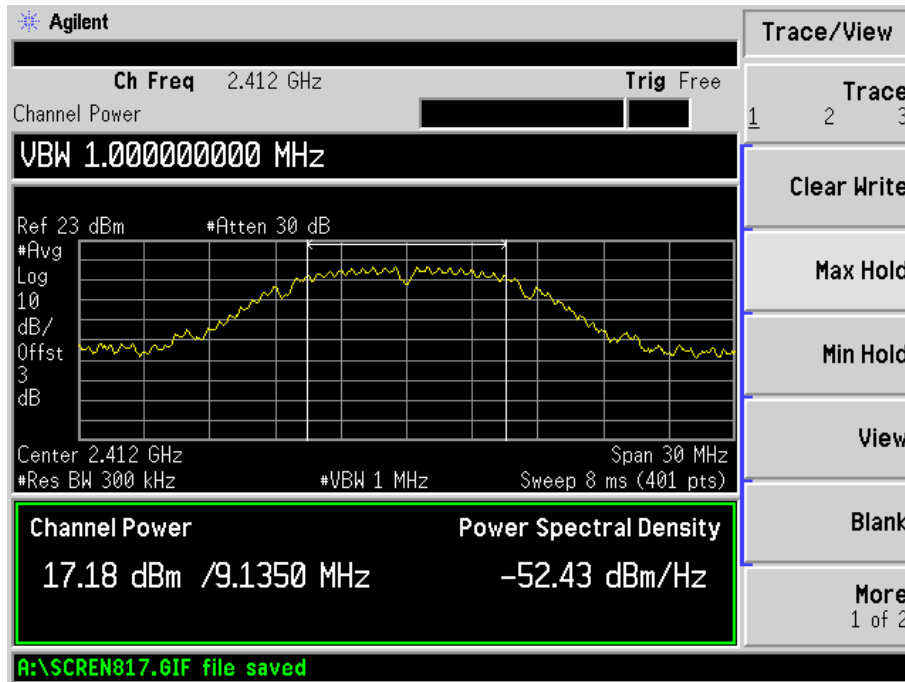 Agilent
Trace/View
Ch Freq 2.412 GHz Trig Free
Channel Power
VBW 1.000000000 MHz
Ref 23 dBm #Atten 30 dB
#Avg
Log
10
dB/
Offst
3
dB
Center 2.412 GHz Span 30 MHz
#Res BW 300 kHz #VBW 1 MHz Sweep 8 ms (401 pts)
Channel Power Power Spectral Density
17.18 dBm /9.1350 MHz -52.43 dBm/Hz
A:\SCREN817.GIF file saved
Trace
1 2 3
Clear Write
Max Hold
Min Hold
View
Blank
More
1 of 2